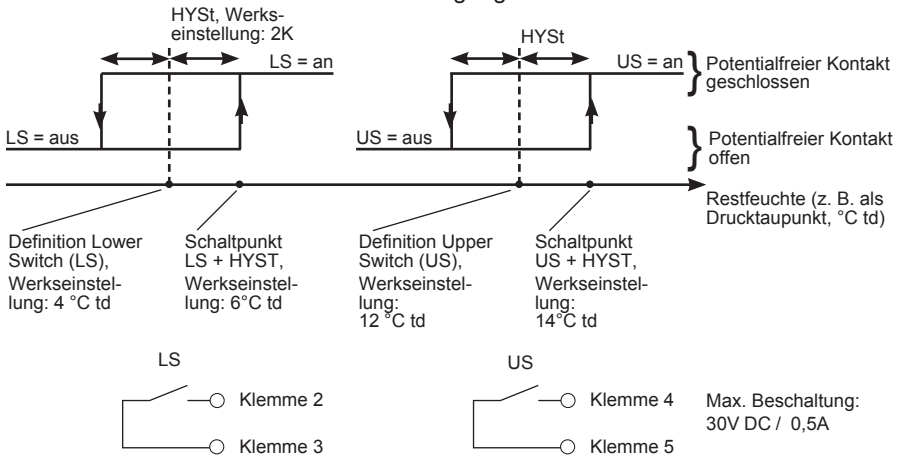 HYSt, Werks-
einstellung: 2K
LS = an
HYSt
US = an
Potentialfreier Kontakt
geschlossen
LS = aus
US = aus
Potentialfreier Kontakt
offen
Restfeuchte (z. B. als
Drucktaupunkt, °C td)
Definition Lower
Switch (LS),
Werkseinstel-
lung: 4 °C td
Schaltpunkt
LS + HYST,
Werkseinstel-
lung: 6°C td
Definition Upper
Switch (US),
Werkseinstel-
lung:
12 °C td
Schaltpunkt
US + HYST,
Werkseinstel-
lung:
14°C td
LS
Klemme 2
Klemme 3
US
Klemme 4
Klemme 5
Max. Beschaltung:
30V DC / 0,5A